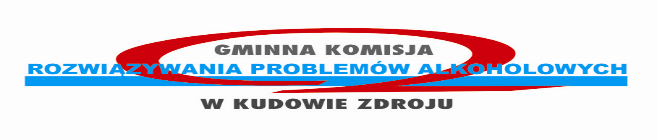 GMINNA KOMISJA
ROZWIĄZYWANIA PROBLEMÓW ALKOHOLOWYCH
W KUDOWIE ZDROJU